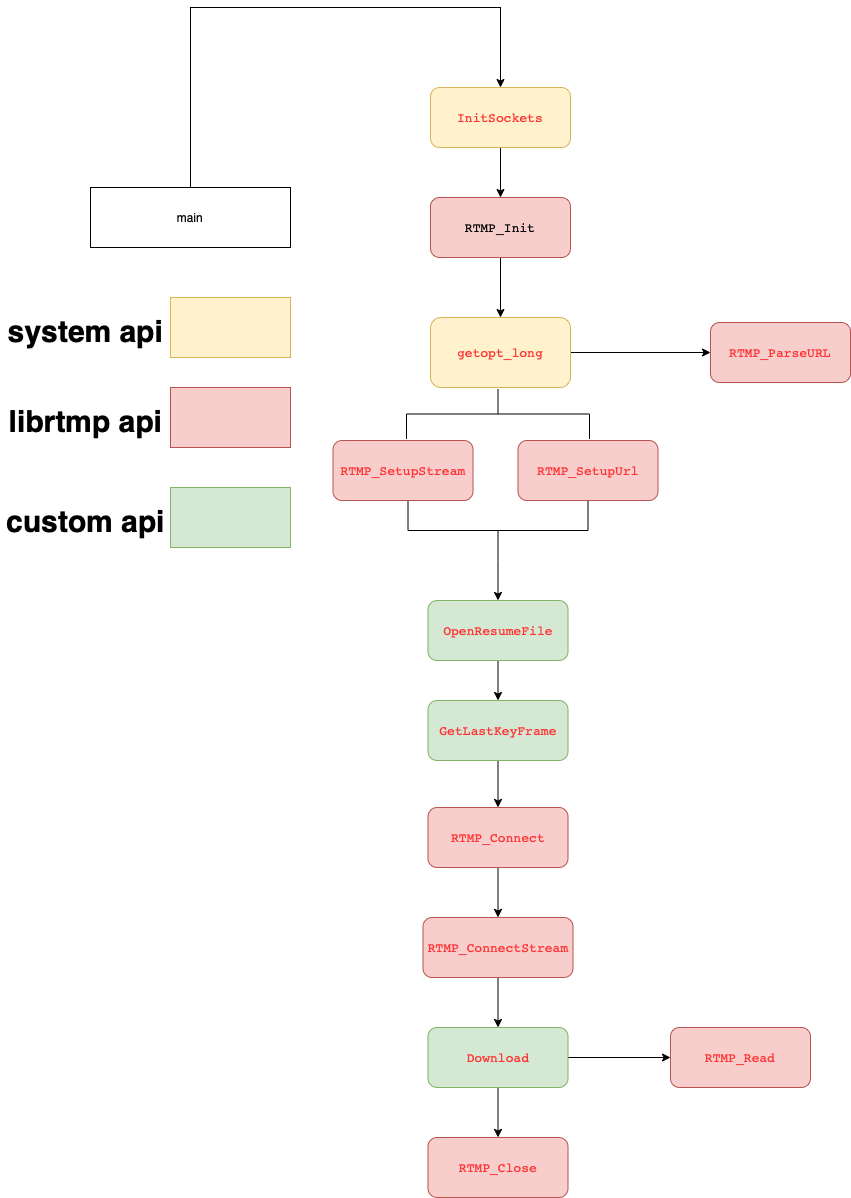 InitSockets
main
RTMP_Init
system api
getopt_long
RTMP_ParseURL
librtmp api
RTMP_SetupStream
RTMP_SetupUrl
custom api
OpenResumeFile
GetLastKeyFrame
RTMP_Connect
RTMP_ConnectStream
Download
RTMP_Read
RTMP_Close